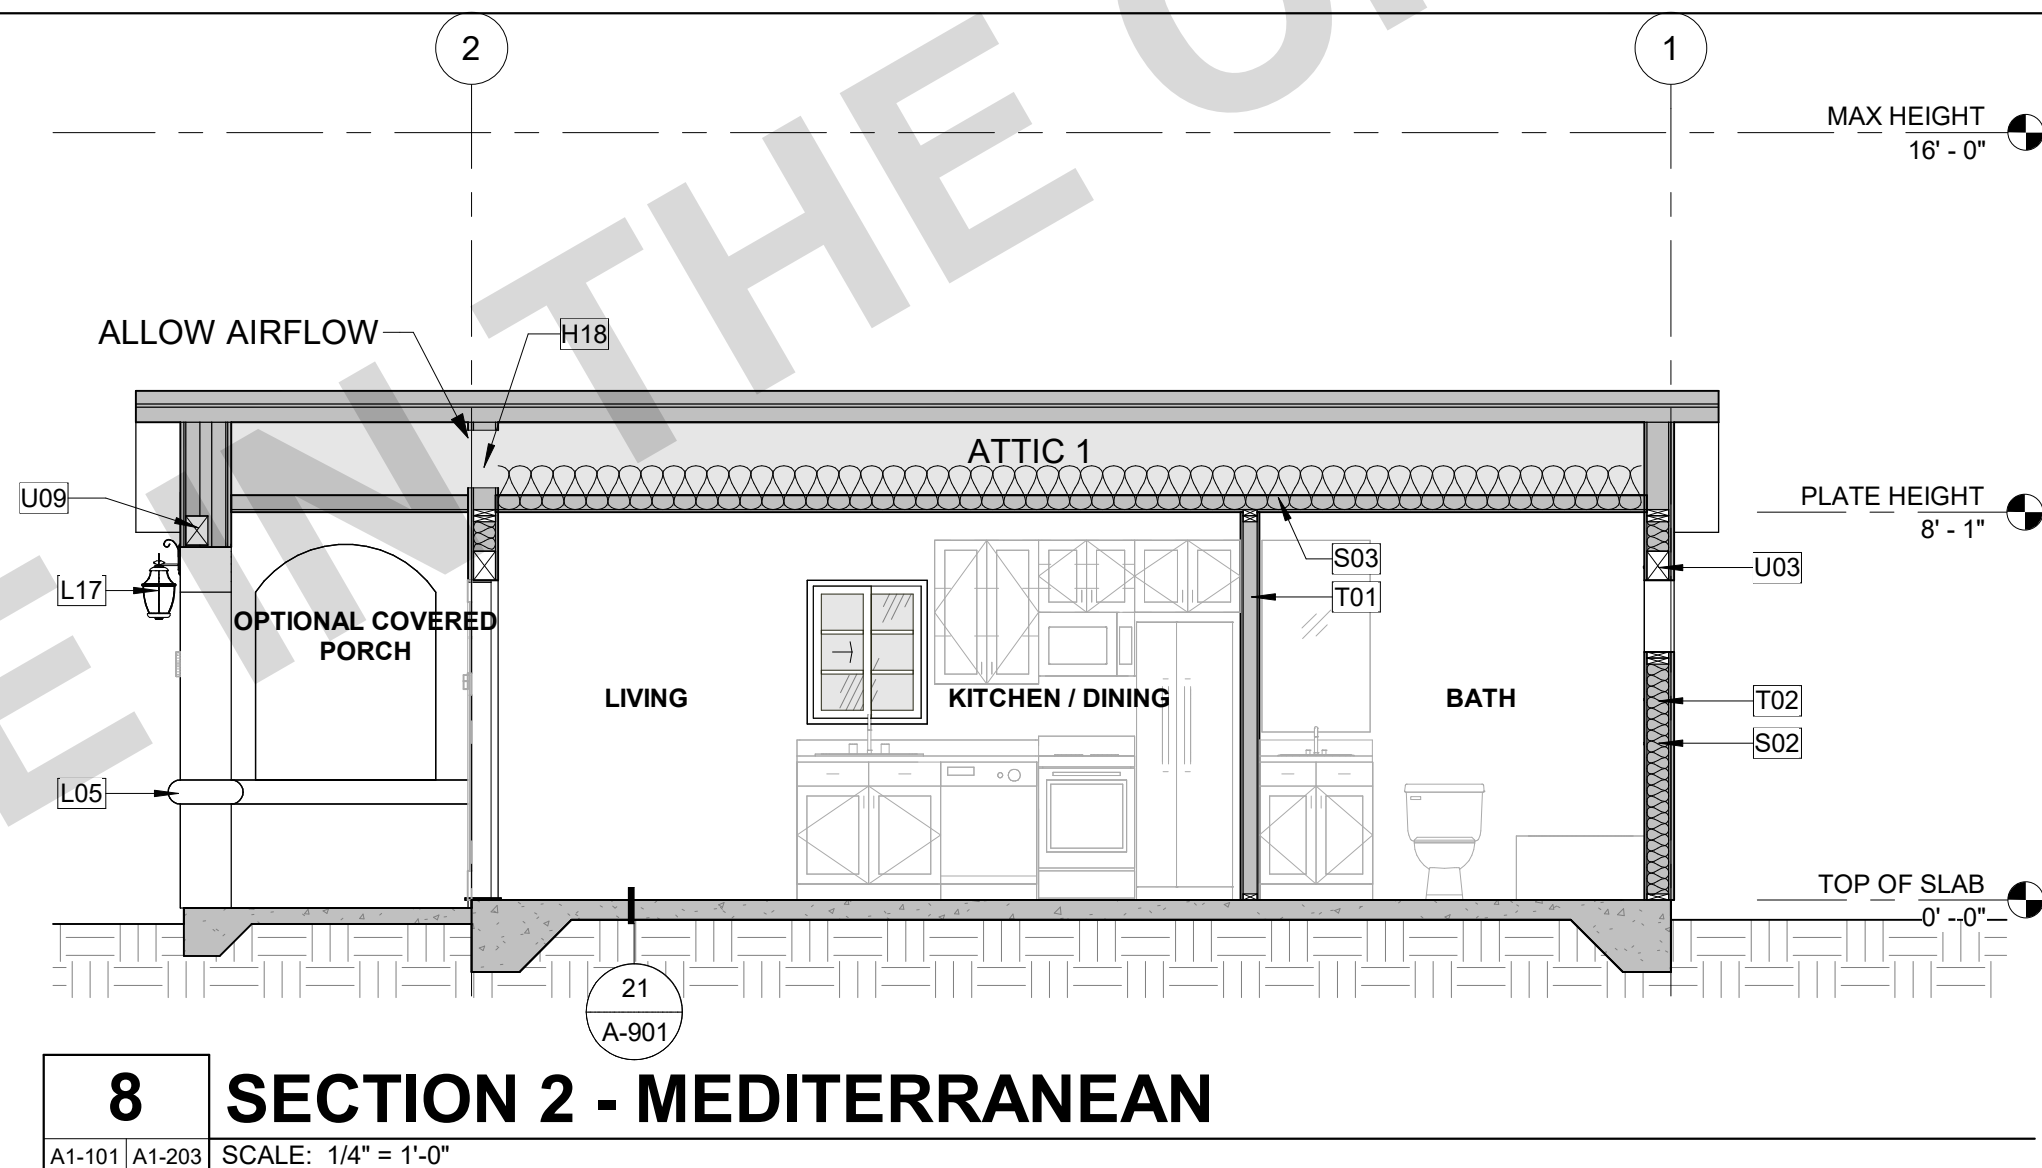 2
1
MAX HEIGHT
16' - 0"
ALLOW AIRFLOW
H18
ATTIC 1
U09
PLATE HEIGHT
8' - 1"
S03
U03
L17
T01
OPTIONAL COVERED
PORCH
LIVING
KITCHEN / DINING
BATH
T02
S02
L05
TOP OF SLAB
0' - 0"
21
A-901
8
SECTION 2 - MEDITERRANEAN
A1-101 A1-203 SCALE: 1/4" = 1'-0"
E IN THE